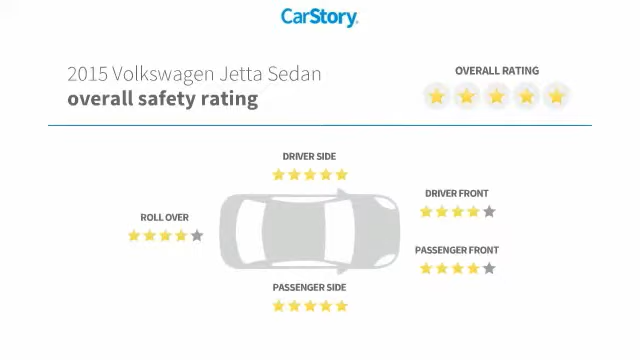 CarStory
2015 Volkswagen Jetta Sedan
overall safety rating
OVERALL RATING
DRIVER SIDE
DRIVER FRONT
ROLL OVER
PASSENGER FRONT
PASSENGER SIDE